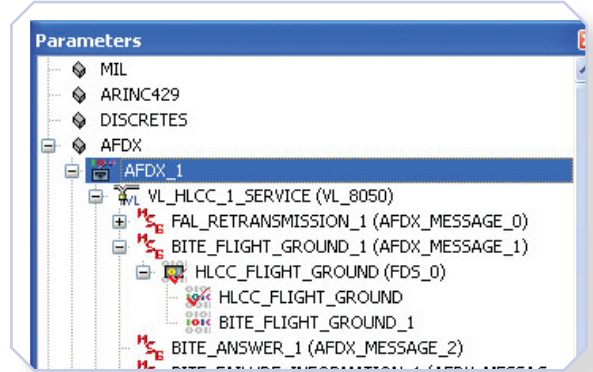 Parameters
MIL
ARINC429
DISCRETES
AFDX
AFDX_1
VL_HLCC_1_SERVICE (VL_8050)
FAL_RETRANSMISSION_1 (AFDX_MESSAGE_0)
BITE_FLIGHT_GROUND_1 (AFDX_MESSAGE_1)
HLCC_FLIGHT_GROUND (FDS_0)
HLCC_FLIGHT_GROUND
BITE_FLIGHT_GROUND_1
BITE_ANSWER_1 (AFDX_MESSAGE_2)